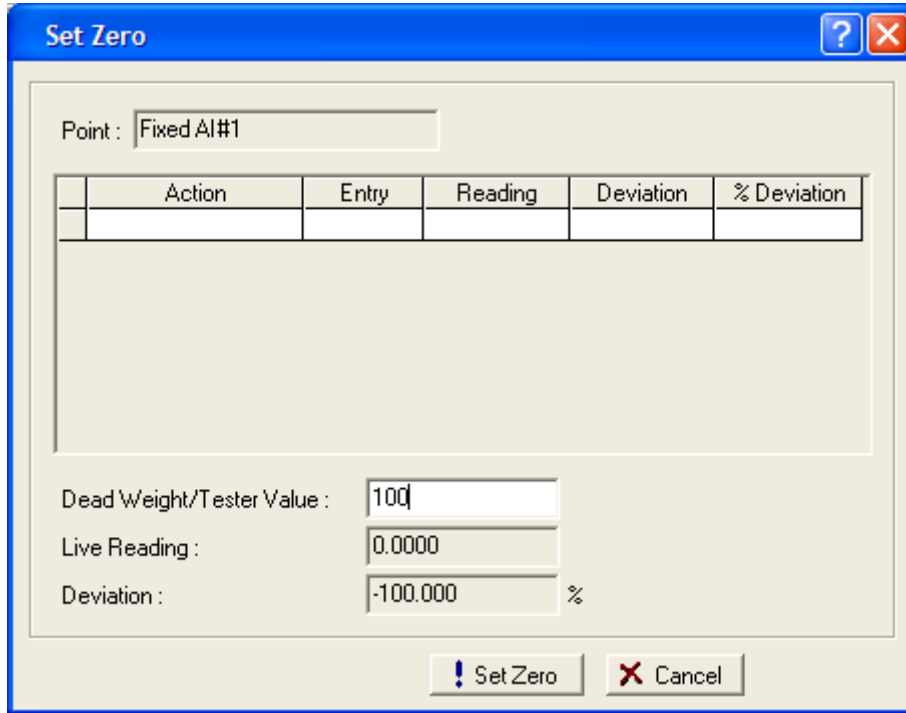 Set Zero
Point : Fixed AI#1
Action Entry Reading Deviation % Deviation
Dead Weight/Tester Value : 100
Live Reading : 0.0000
Deviation : -100.000 %
! Set Zero X Cancel